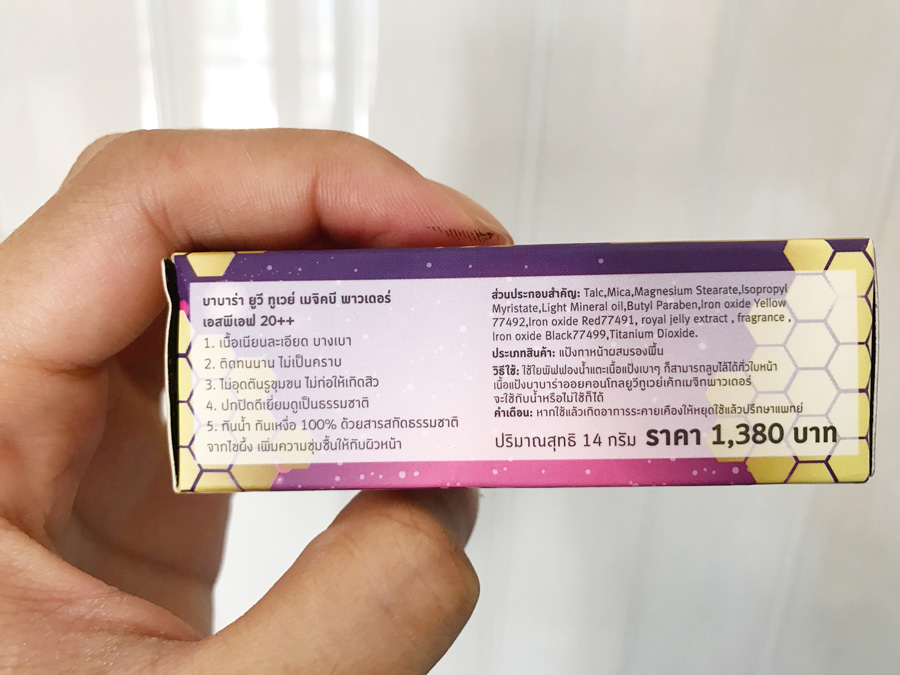 บาบาร่า ยูวี ทูเวย์ เมจิคบี พาวเดอร์
เอสพีเอฟ 20++
1. เนื้อเนียนละเอียด บางเบา
2. ติดทนนาน ไม่เป็นคราบ
3. ไม่อุดตันรูขุมขน ไม่ก่อให้เกิดสิว
4. ปกปิดดีเยี่ยมดูเป็นธรรมชาติ
5. กันน้ำ กันเหงื่อ 100% ด้วยสารสกัดธรรมชาติ
จากไขผึ้ง เพิ่มความชุ่มชื้นให้กับผิวหน้า
ส่วนประกอบสำคัญ: Talc,Mica,Magnesium Stearate,Isopropyl
Myristate,Light Mineral oil,Butyl Paraben,Iron oxide Yellow
77492,Iron oxide Red77491, royal jelly extract , fragrance ,
Iron oxide Black77499,Titanium Dioxide.
ประเภทสินค้า: แป้งทาหน้าผสมรองพื้น
วิธีใช้: ใช้ใยพัฟฟองน้ำแตะเนื้อแป้งเบาๆ ก็สามารถลูบไล้ได้ทั่วใบหน้า
เนื้อแป้งบาบาร่าออยคอนโทลยูวีทูเวย์เค้กเมจิกพาวเดอร์
จะใช้กับน้ำหรือไม่ใช้ก็ได้
คำเตือน: หากใช้แล้วเกิดอาการระคายเคืองให้หยุดใช้แล้วปรึกษาแพทย์
ปริมาณสุทธิ 14 กรัม ราคา 1,380 บาท